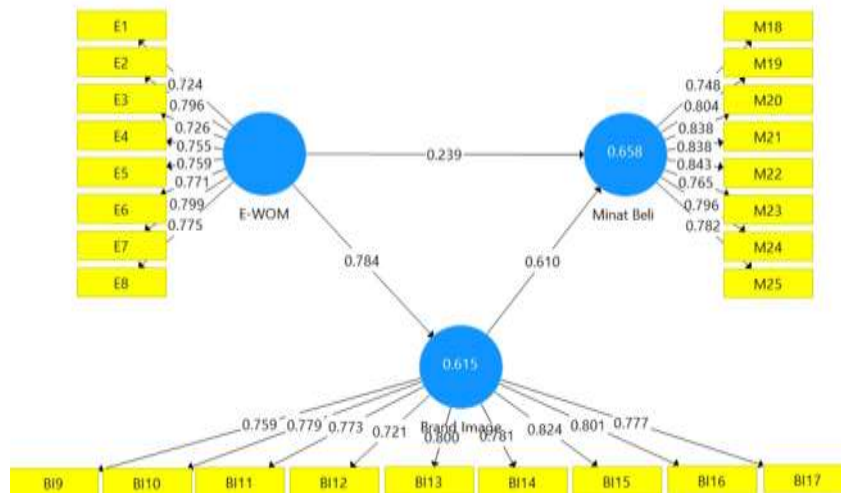 E1
E2
E3
E4
E5
E6
E7
E8
0.724
0.796
0.726
0.755
0.759
0.771
0.799
0.775
E-WOM
0.239
0.784
0.610
0.658
Minat Beli
0.748
0.804
0.838
0.838
0.843
0.765
0.796
0.782
M18
M19
M20
M21
M22
M23
M24
M25
0.615
Brand Image
0.759
0.779
0.773
0.721
0.800
0.781
0.824
0.801
0.777
BI9
BI10
BI11
BI12
BI13
BI14
BI15
BI16
BI17